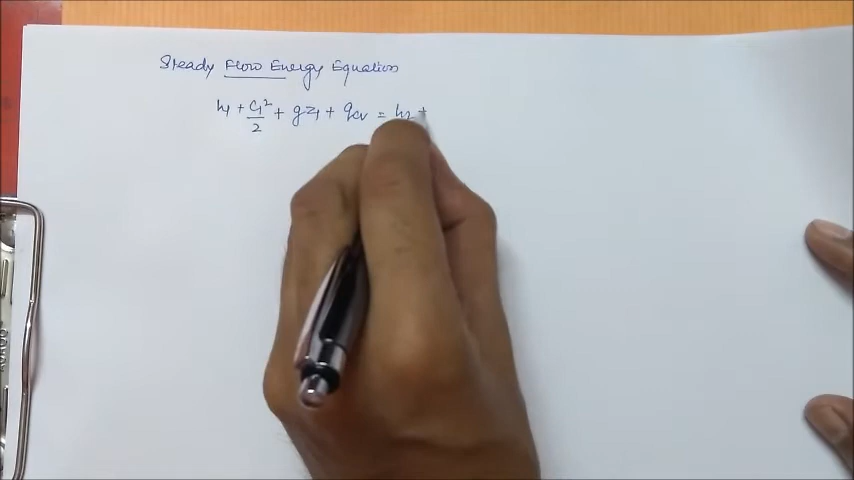 Steady Flow Energy Equation
h₁ + C₁²/2 + gz₁ + qcv = h₂ +